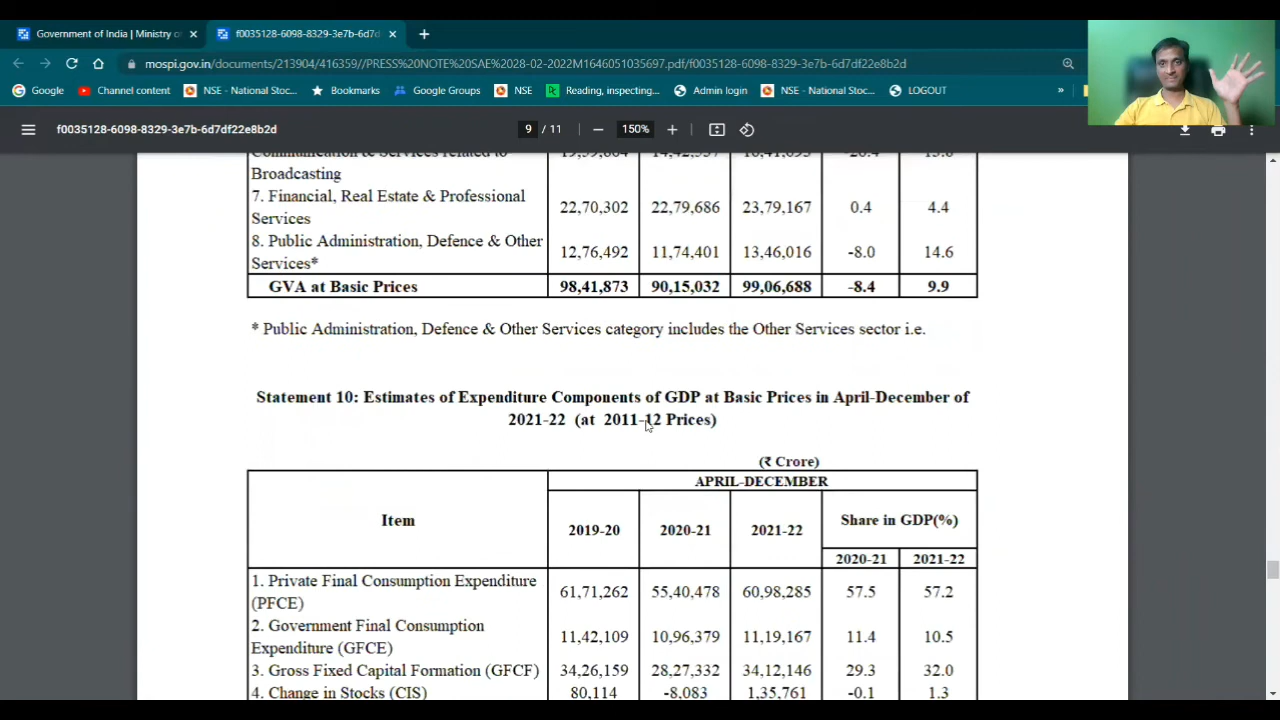 Government of India | Ministry o
f0035128-6098-8329-3e7b-6d7d
mospi.gov.in/documents/213904/416359//PRESS%20NOTE%20SAE%2028-02-2022M1646051035697.pdf/f0035128-6098-8329-3e7b-6d7df22e8b2d
Google Channel content NSE - National Stoc... Bookmarks Google Groups NSE Reading, inspecting... Admin login NSE - National Stoc... LOGOUT »
f0035128-6098-8329-3e7b-6d7df22e8b2d 9 / 11 150%
Communication & Services related to
Broadcasting
7. Financial, Real Estate & Professional
Services 22,70,302 22,79,686 23,79,167 0.4 4.4
8. Public Administration, Defence & Other
Services* 12,76,492 11,74,401 13,46,016 -8.0 14.6
GVA at Basic Prices 98,41,873 90,15,032 99,06,688 -8.4 9.9
* Public Administration, Defence & Other Services category includes the Other Services sector i.e.
Statement 10: Estimates of Expenditure Components of GDP at Basic Prices in April-December of
2021-22 (at 2011-12 Prices)
(₹ Crore)
APRIL-DECEMBER
Item 2019-20 2020-21 2021-22 Share in GDP(%)
2020-21 2021-22
1. Private Final Consumption Expenditure
(PFCE) 61,71,262 55,40,478 60,98,285 57.5 57.2
2. Government Final Consumption
Expenditure (GFCE) 11,42,109 10,96,379 11,19,167 11.4 10.5
3. Gross Fixed Capital Formation (GFCF) 34,26,159 28,27,332 34,12,146 29.3 32.0
4. Change in Stocks (CIS) 80,114 -8,083 1,35,761 -0.1 1.3